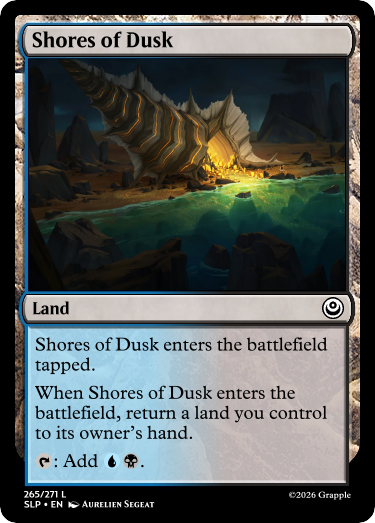 Shores of Dusk
Land
Shores of Dusk enters the battlefield
tapped.
When Shores of Dusk enters the
battlefield, return a land you control
to its owner's hand.
: Add .
265/271 L
SLP • EN Aurelien Segeat
©2026 Grapple